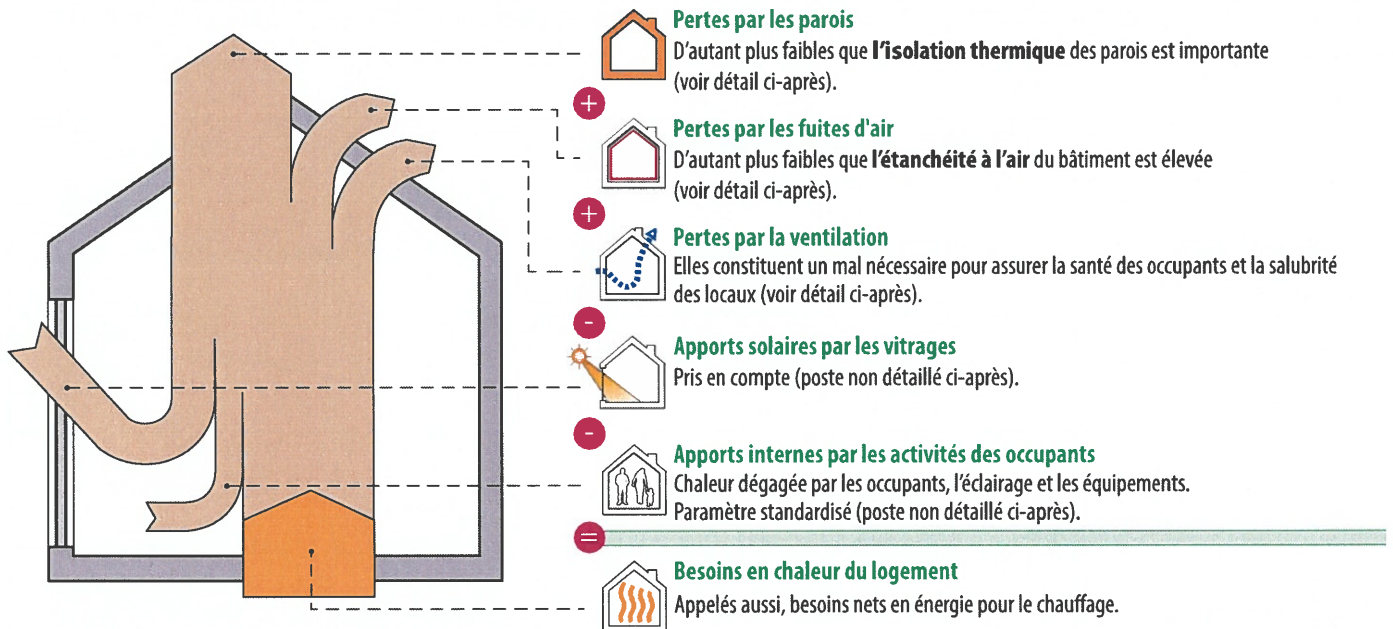 Pertes par les parois
D'autant plus faibles que l'isolation thermique des parois est importante
(voir détail ci-après).
+
Pertes par les fuites d'air
D'autant plus faibles que l'étanchéité à l'air du bâtiment est élevée
(voir détail ci-après).
+
Pertes par la ventilation
Elles constituent un mal nécessaire pour assurer la santé des occupants et la salubrité
des locaux (voir détail ci-après).
-
Apports solaires par les vitrages
Pris en compte (poste non détaillé ci-après).
-
Apports internes par les activités des occupants
Chaleur dégagée par les occupants, l'éclairage et les équipements.
Paramètre standardisé (poste non détaillé ci-après).
=
Besoins en chaleur du logement
Appelés aussi, besoins nets en énergie pour le chauffage.